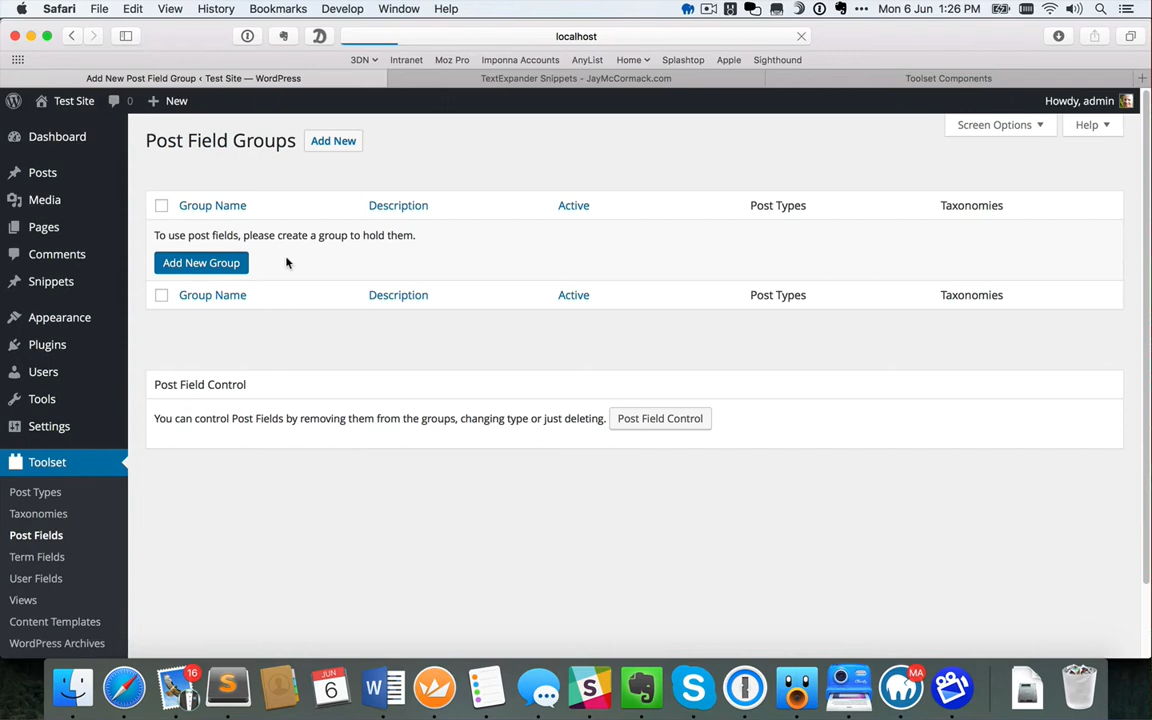 Safari File Edit View History Bookmarks Develop Window Help Mon 6 Jun 1:26 PM
localhost
3DN Intranet Moz Pro Imponna Accounts AnyList Home Splashtop Apple Sighthound
Add New Post Field Group ‹ Test Site — WordPress TextExpander Snippets - JayMcCormack.com Toolset Components
Test Site 0 New Howdy, admin
Screen Options Help
Dashboard
Post Field Groups Add New
Posts
Media
Group Name Description Active Post Types Taxonomies
Pages
To use post fields, please create a group to hold them.
Comments
Add New Group
Snippets
Group Name Description Active Post Types Taxonomies
Appearance
Plugins
Users
Post Field Control
Tools
You can control Post Fields by removing them from the groups, changing type or just deleting. Post Field Control
Settings
Toolset
Post Types
Taxonomies
Post Fields
Term Fields
User Fields
Views
Content Templates
WordPress Archives
16
MA
JUN
6